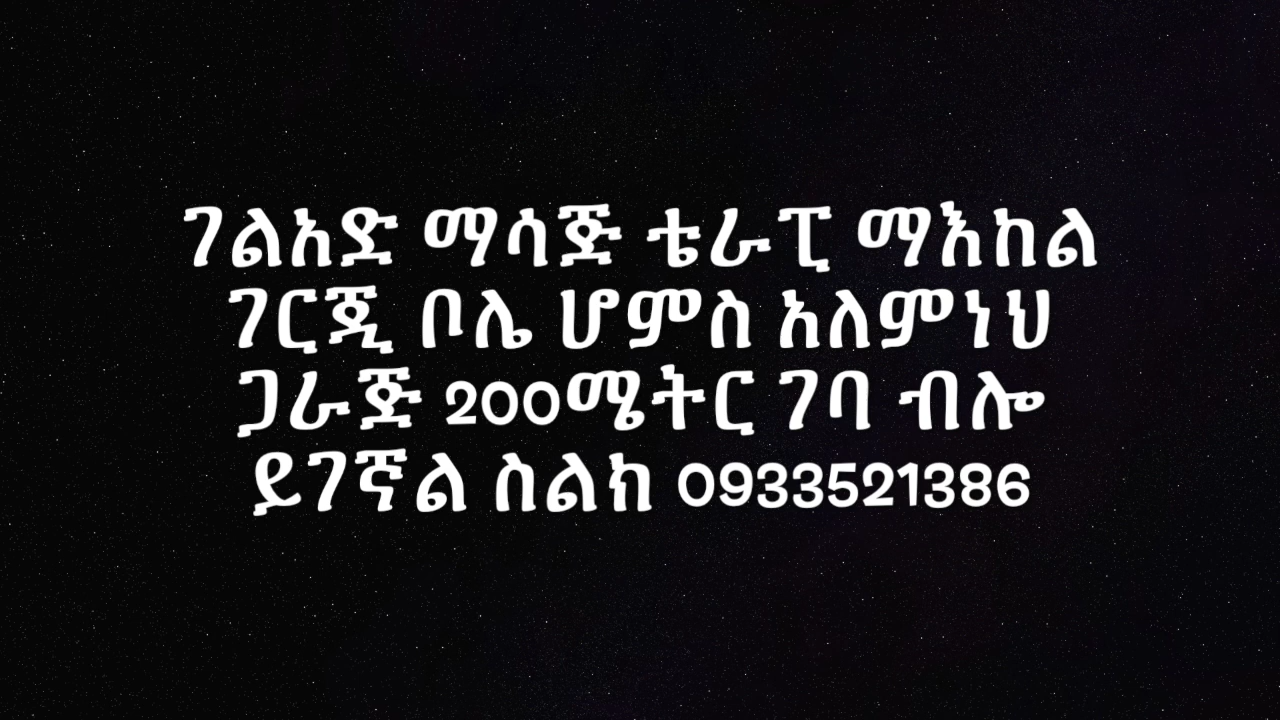 ገልአድ ማሳጅ ቴራፒ ማእከል
ገርጂ ቦሌ ሆምስ አለምነህ
ጋራጅ 200ሜትር ገባ ብሎ
ይገኛል ስልክ 0933521386